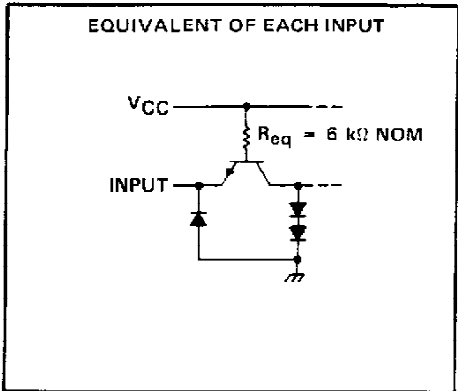 EQUIVALENT OF EACH INPUT
VCC
Req = 6 kΩ NOM
INPUT